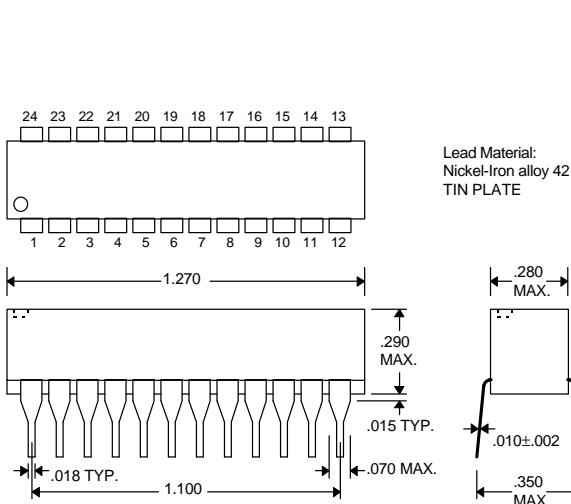 24 23 22 21 20 19 18 17 16 15 14 13
Lead Material:
Nickel-Iron alloy 42
TIN PLATE
1 2 3 4 5 6 7 8 9 10 11 12
1.270
.280
MAX.
.290
MAX.
.015 TYP.
.010±.002
.018 TYP.
.070 MAX.
1.100
.350
MAX